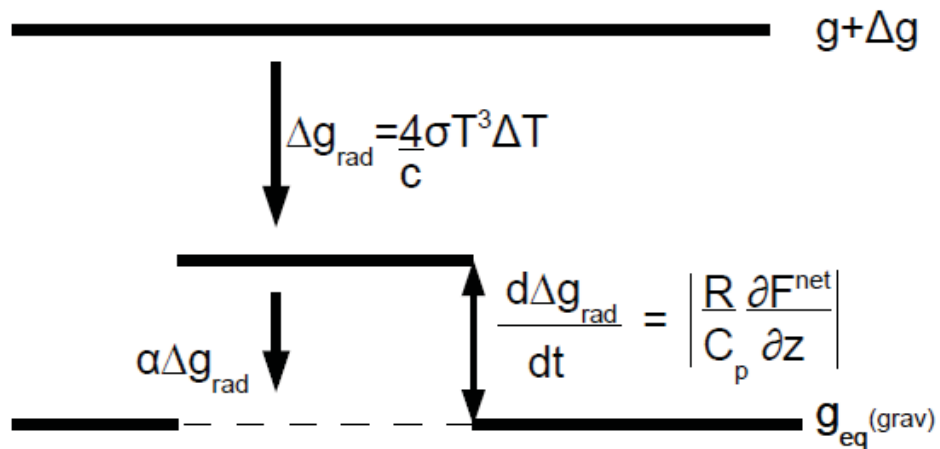 g+Δg
Δg_rad=4/c σT³ΔT
dΔg_rad/dt = |R/C_p ∂F^net/∂z|
αΔg_rad
g_eq(grav)